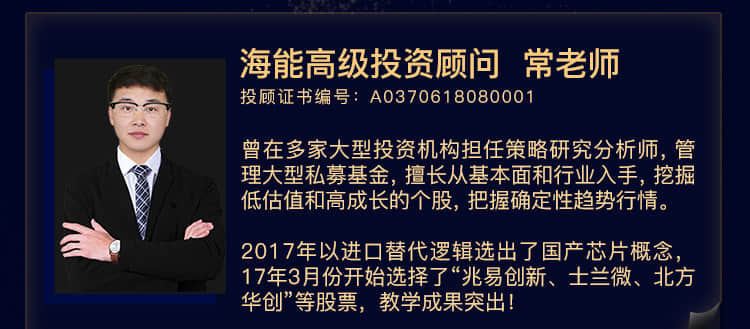 海能高级投资顾问 常老师
投顾证书编号：A0370618080001
曾在多家大型投资机构担任策略研究分析师，管
理大型私募基金，擅长从基本面和行业入手，挖掘
低估值和高成长的个股，把握确定性趋势行情。
2017年以进口替代逻辑选出了国产芯片概念，
17年3月份开始选择了“兆易创新、士兰微、北方
华创”等股票，教学成果突出！